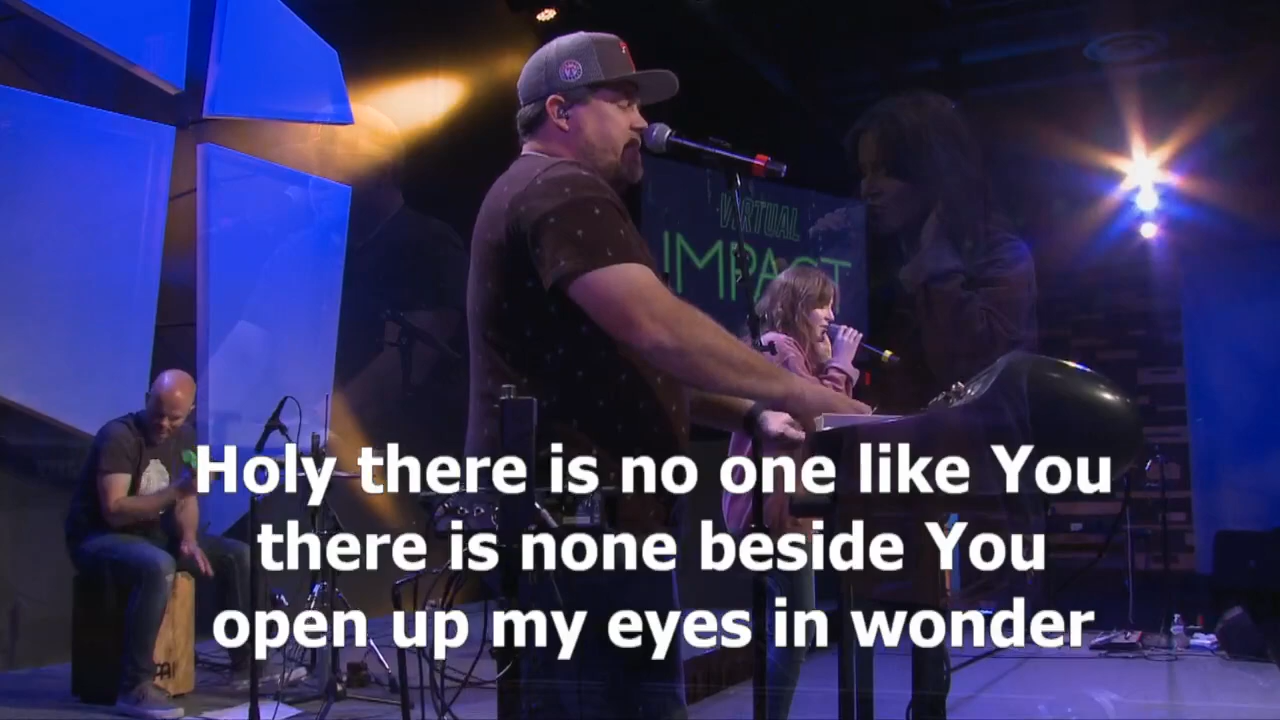 VIRTUAL
IMPACT
Holy there is no one like You
there is none beside You
open up my eyes in wonder